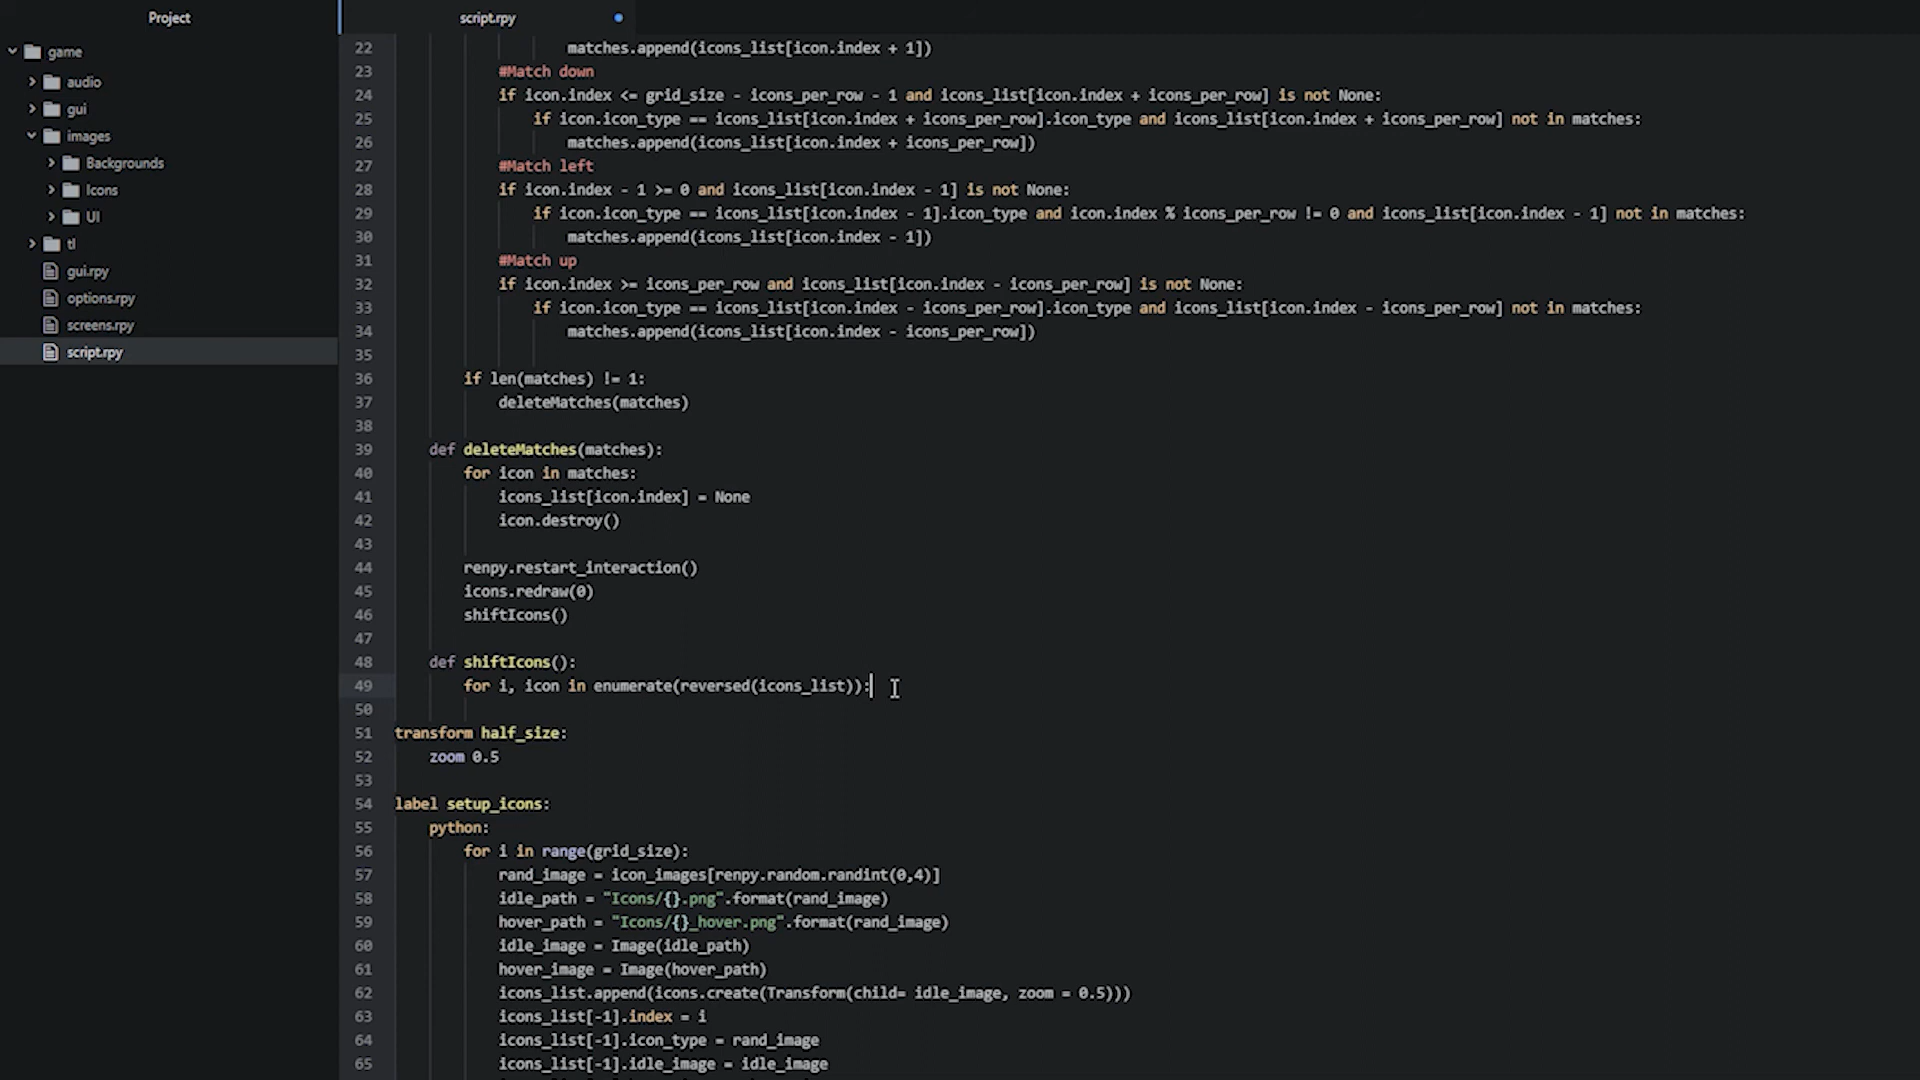 Project
script.rpy
game
audio
gui
images
Backgrounds
Icons
UI
tl
gui.rpy
options.rpy
screens.rpy
script.rpy
22 matches.append(icons_list[icon.index + 1])
23 #Match down
24 if icon.index <= grid_size - icons_per_row - 1 and icons_list[icon.index + icons_per_row] is not None:
25 if icon.icon_type == icons_list[icon.index + icons_per_row].icon_type and icons_list[icon.index + icons_per_row] not in matches:
26 matches.append(icons_list[icon.index + icons_per_row])
27 #Match left
28 if icon.index - 1 >= 0 and icons_list[icon.index - 1] is not None:
29 if icon.icon_type == icons_list[icon.index - 1].icon_type and icon.index % icons_per_row != 0 and icons_list[icon.index - 1] not in matches:
30 matches.append(icons_list[icon.index - 1])
31 #Match up
32 if icon.index >= icons_per_row and icons_list[icon.index - icons_per_row] is not None:
33 if icon.icon_type == icons_list[icon.index - icons_per_row].icon_type and icons_list[icon.index - icons_per_row] not in matches:
34 matches.append(icons_list[icon.index - icons_per_row])
35
36 if len(matches) != 1:
37 deleteMatches(matches)
38
39 def deleteMatches(matches):
40 for icon in matches:
41 icons_list[icon.index] = None
42 icon.destroy()
43
44 renpy.restart_interaction()
45 icons.redraw(0)
46 shiftIcons()
47
48 def shiftIcons():
49 for i, icon in enumerate(reversed(icons_list)):
50
51 transform half_size:
52 zoom 0.5
53
54 label setup_icons:
55 python:
56 for i in range(grid_size):
57 rand_image = icon_images[renpy.random.randint(0,4)]
58 idle_path = "Icons/{}.png".format(rand_image)
59 hover_path = "Icons/{}_hover.png".format(rand_image)
60 idle_image = Image(idle_path)
61 hover_image = Image(hover_path)
62 icons_list.append(icons.create(Transform(child= idle_image, zoom = 0.5)))
63 icons_list[-1].index = i
64 icons_list[-1].icon_type = rand_image
65 icons_list[-1].idle_image = idle_image